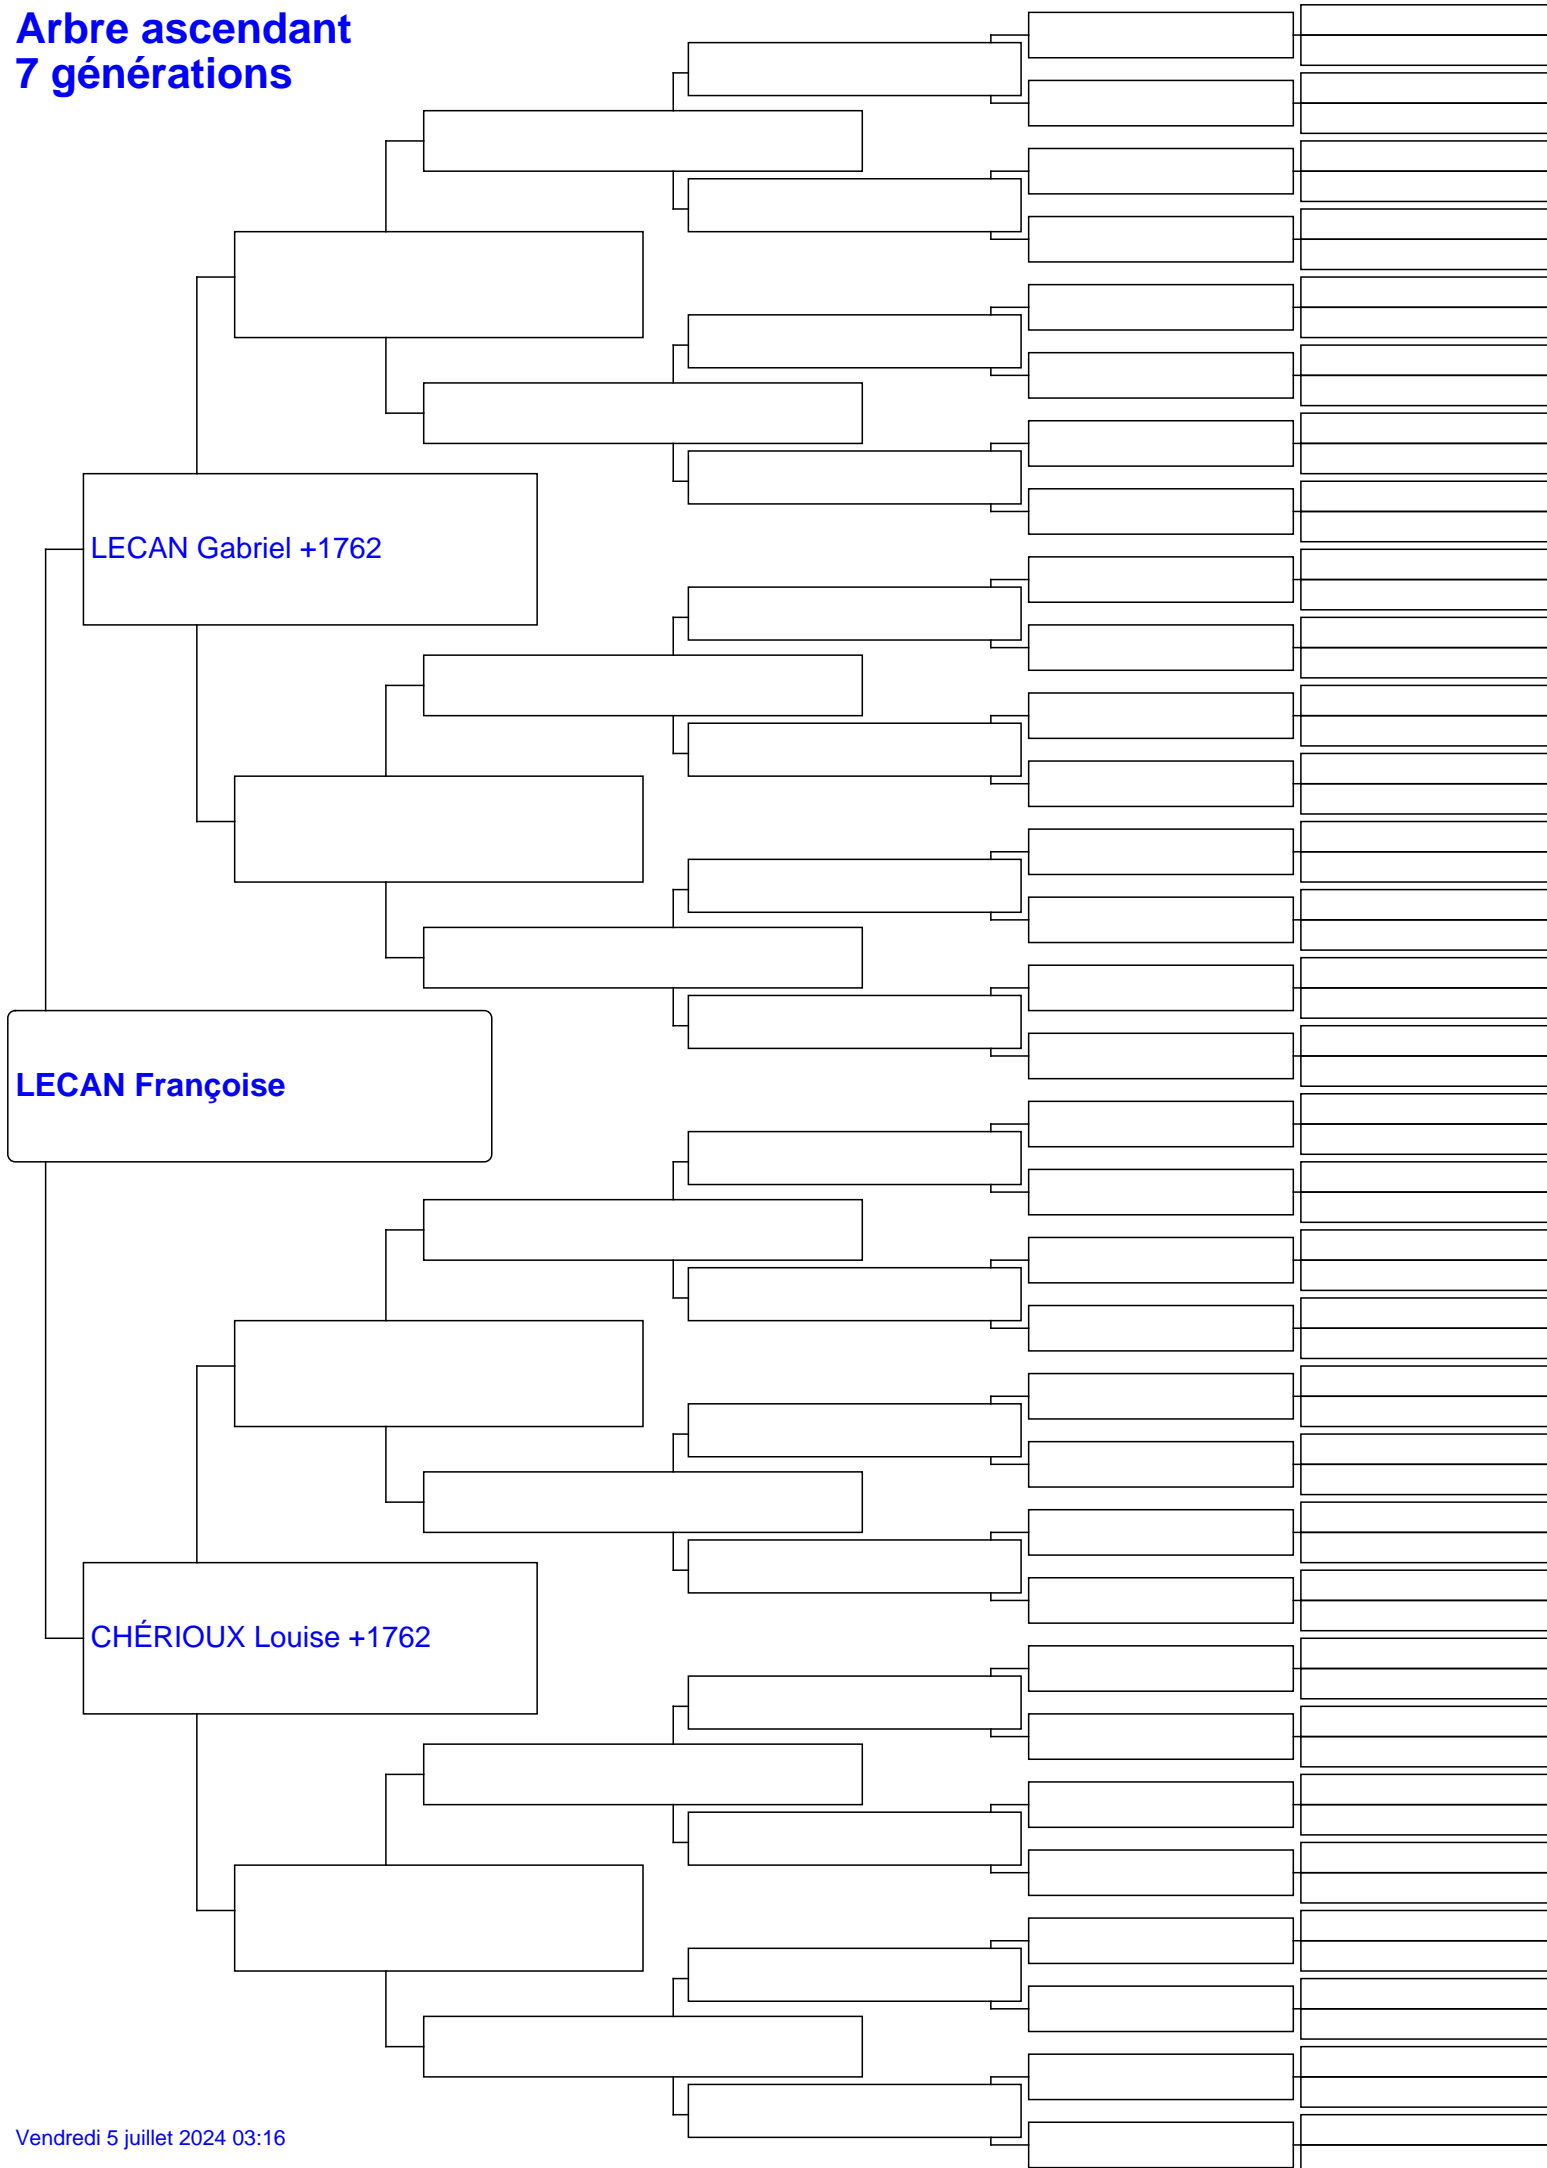 Arbre ascendant
7 générations
LECAN Gabriel +1762
LECAN Françoise
CHÉRIOUX Louise +1762
Vendredi 5 juillet 2024 03:16